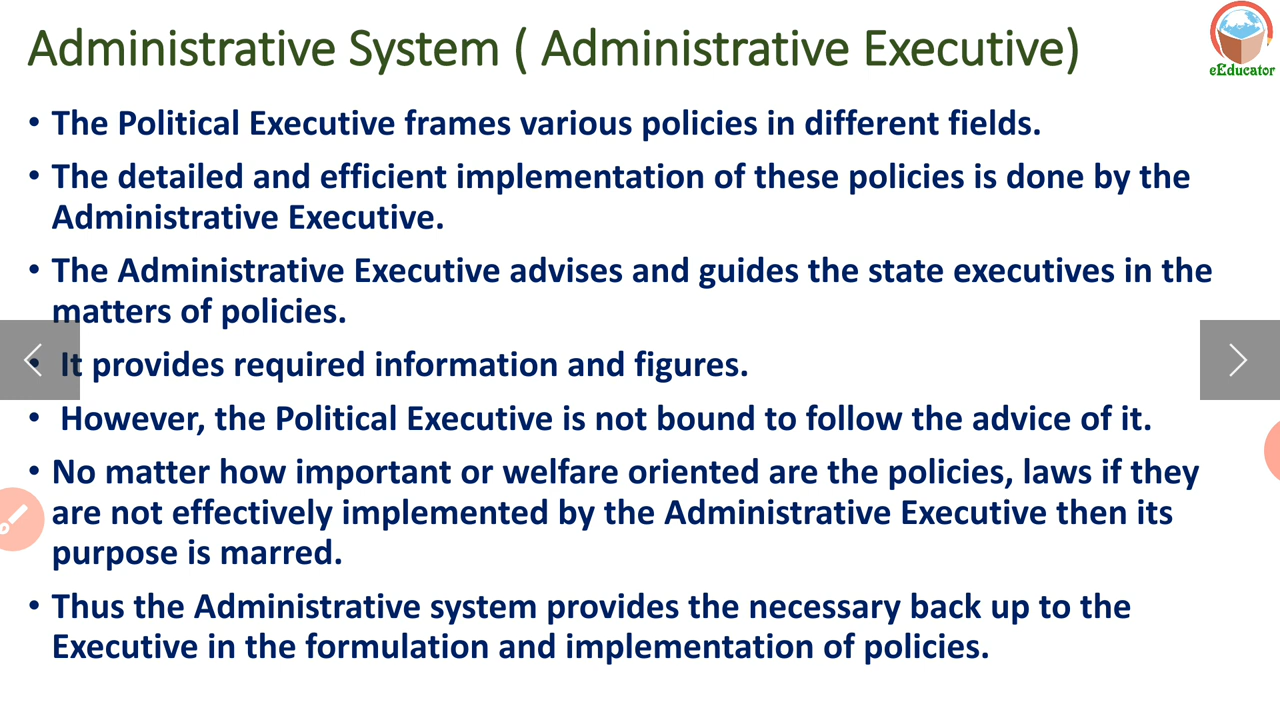 Administrative System ( Administrative Executive)
eEducator
• The Political Executive frames various policies in different fields.
• The detailed and efficient implementation of these policies is done by the
Administrative Executive.
• The Administrative Executive advises and guides the state executives in the
matters of policies.
• It provides required information and figures.
• However, the Political Executive is not bound to follow the advice of it.
• No matter how important or welfare oriented are the policies, laws if they
are not effectively implemented by the Administrative Executive then its
purpose is marred.
• Thus the Administrative system provides the necessary back up to the
Executive in the formulation and implementation of policies.